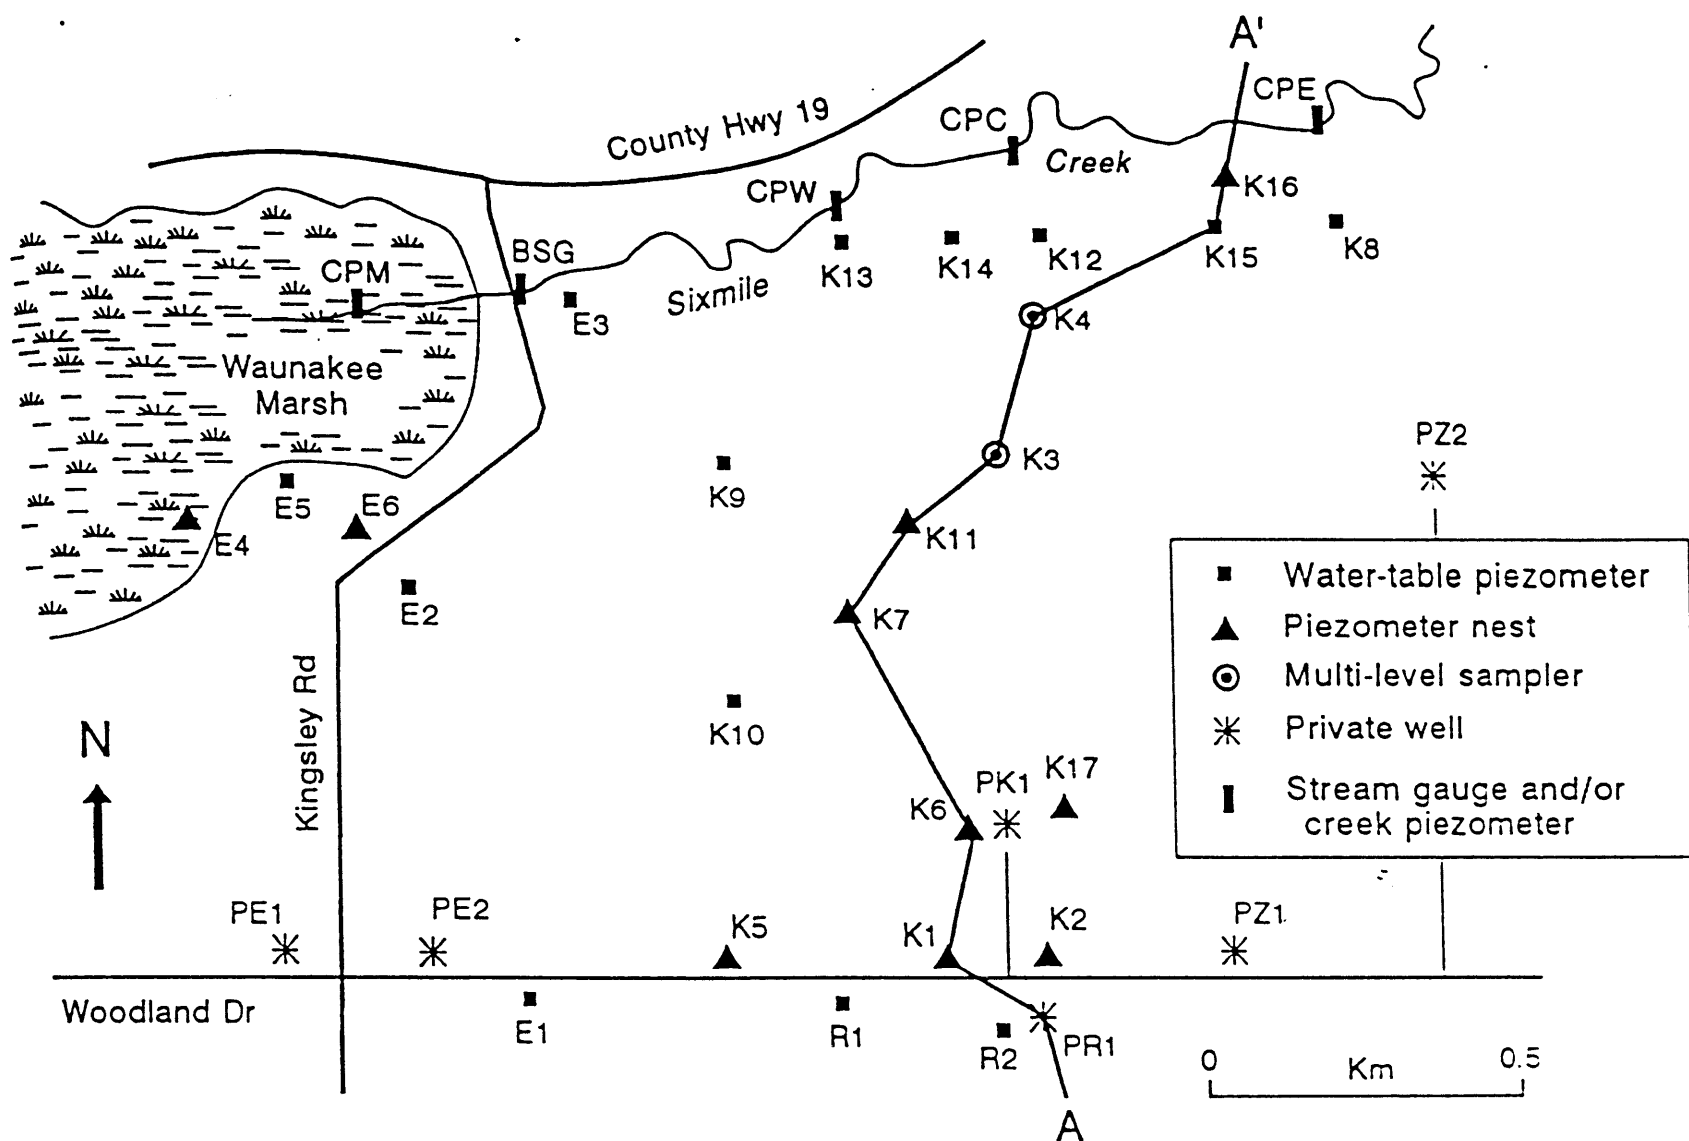 A'
CPE
County Hwy 19
CPC
Creek
K16
CPW
K8
K15
K13
K14
K12
BSG
CPM
Sixmile
E3
K4
Waunakee
Marsh
PZ2
K9
K3
E5
E6
E4
K11
E2
K7
Water-table piezometer
Piezometer nest
Multi-level sampler
Private well
Stream gauge and/or
creek piezometer
N
Kingsley Rd
K10
PK1
K17
K6
PE1
PE2
K5
K1
K2
PZ1
Woodland Dr
E1
R1
R2
PR1
0
Km
0.5
A